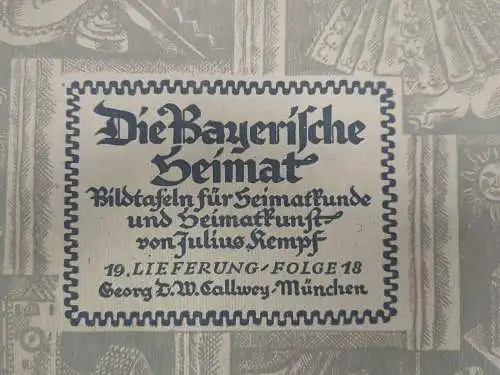 Die Bayerische
Heimat
Bildtafeln für Heimatkunde
und Heimatkunst
von Julius Kempf
19. LIEFERUNG - FOLGE 18
Georg D.W. Callwey - München